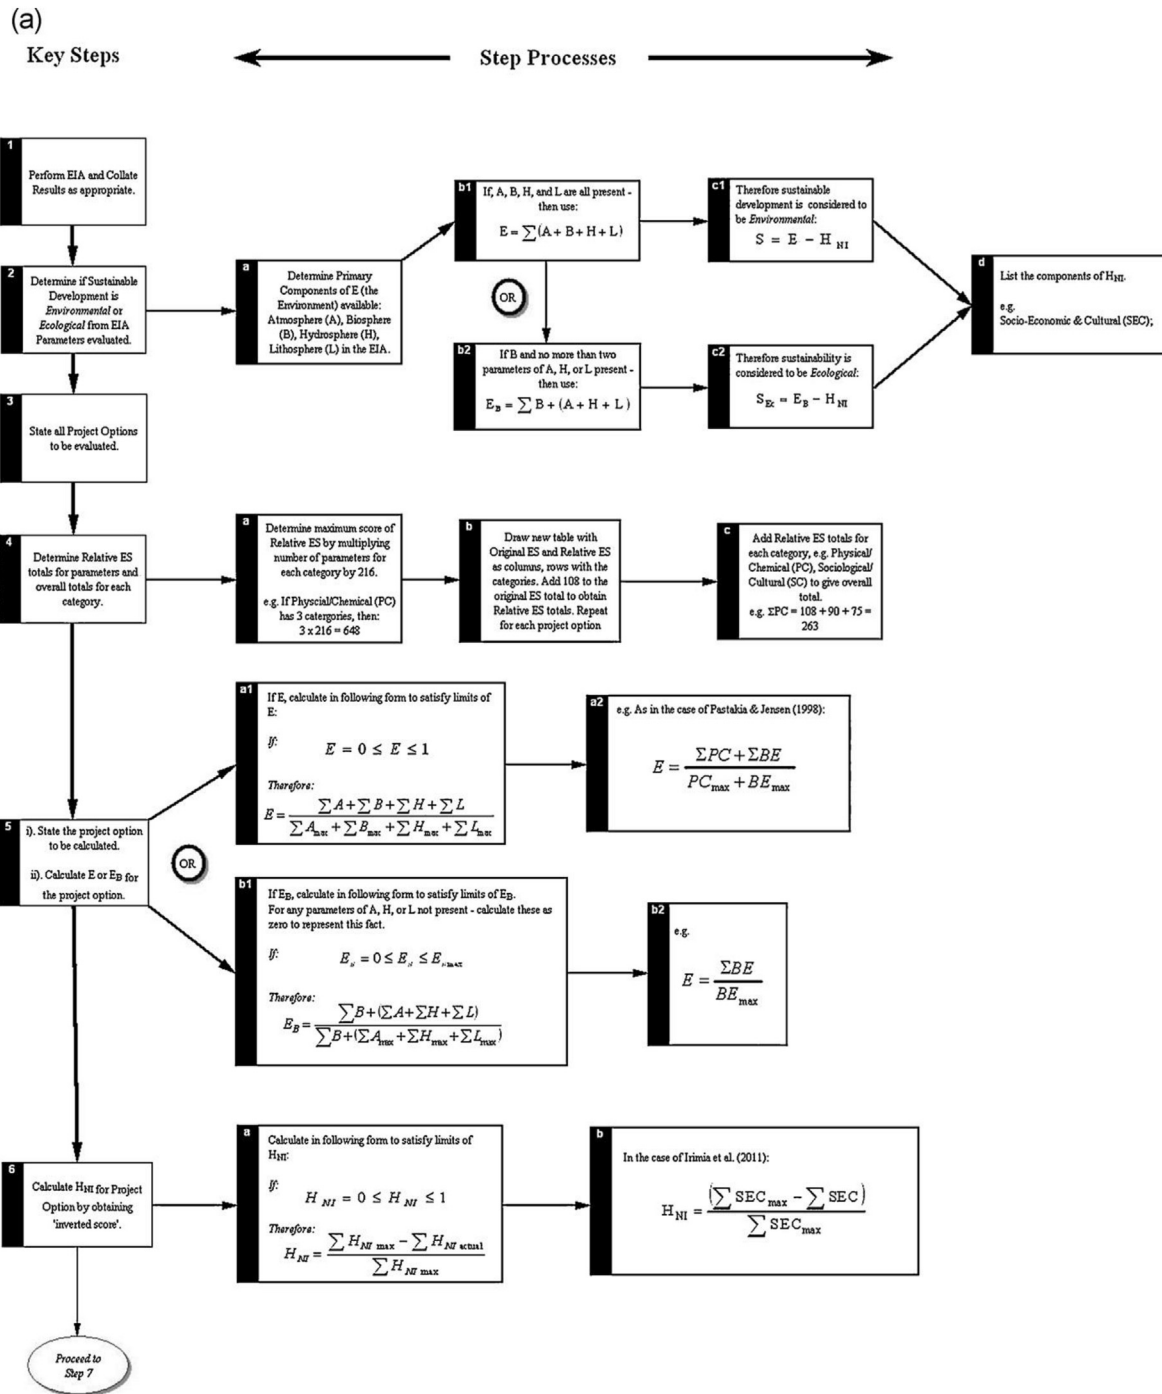 (a)
Key Steps
Step Processes
1
Perform EIA and Collate
Results as appropriate.
2
Determine if Sustainable
Development is
Environmental or
Ecological from EIA
Parameters evaluated.
a
Determine Primary
Components of E (the
Environment) available:
Atmosphere (A), Biosphere
(B), Hydrosphere (H),
Lithosphere (L) in the EIA.
b1
If, A, B, H, and L are all present -
then use:
E = ∑(A + B + H + L)
OR
b2
If B and no more than two
parameters of A, H, or L present -
then use:
E_B = ∑ B + (A + H + L)
c1
Therefore sustainable
development is considered to
be Environmental:
S = E − H_NI
c2
Therefore sustainability is
considered to be Ecological:
S_Ec = E_B − H_NI
d
List the components of H_NI.
e.g.
Socio-Economic & Cultural (SEC);
3
State all Project Options
to be evaluated.
4
Determine Relative ES
totals for parameters and
overall totals for each
category.
a
Determine maximum score of
Relative ES by multiplying
number of parameters for
each category by 216.
e.g. If Physcial/Chemical (PC)
has 3 catergories, then:
3 x 216 = 648
b
Draw new table with
Original ES and Relative ES
as columns, rows with the
categories. Add 108 to the
original ES total to obtain
Relative ES totals. Repeat
for each project option
c
Add Relative ES totals for
each category, e.g. Physical/
Chemical (PC), Sociological/
Cultural (SC) to give overall
total.
e.g. ΣPC = 108 + 90 + 75 =
263
5
i). State the project option
to be calculated.
ii). Calculate E or E_B for
the project option.
OR
a1
If E, calculate in following form to satisfy limits of
E:
If:
E = 0 ≤ E ≤ 1
Therefore:
E = (∑A + ∑B + ∑H + ∑L) / (∑A_max + ∑B_max + ∑H_max + ∑L_max)
a2
e.g. As in the case of Pastakia & Jensen (1998):
E = (ΣPC + ΣBE) / (PC_max + BE_max)
b1
If E_B, calculate in following form to satisfy limits of E_B.
For any parameters of A, H, or L not present - calculate these as
zero to represent this fact.
If:
Therefore:
E_B = (∑B + (∑A + ∑H + ∑L)) / (∑B + (∑A_max + ∑H_max + ∑L_max))
b2
e.g.
E = ΣBE / BE_max
6
Calculate H_NI for Project
Option by obtaining
'inverted score'.
a
Calculate in following form to satisfy limits of
H_NI:
If:
H_NI = 0 ≤ H_NI ≤ 1
Therefore:
H_NI = (∑H_NI max − ∑H_NI actual) / ∑H_NI max
b
In the case of Irimia et al. (2011):
H_NI = (∑ SEC_max − ∑ SEC) / ∑ SEC_max
Proceed to
Step 7